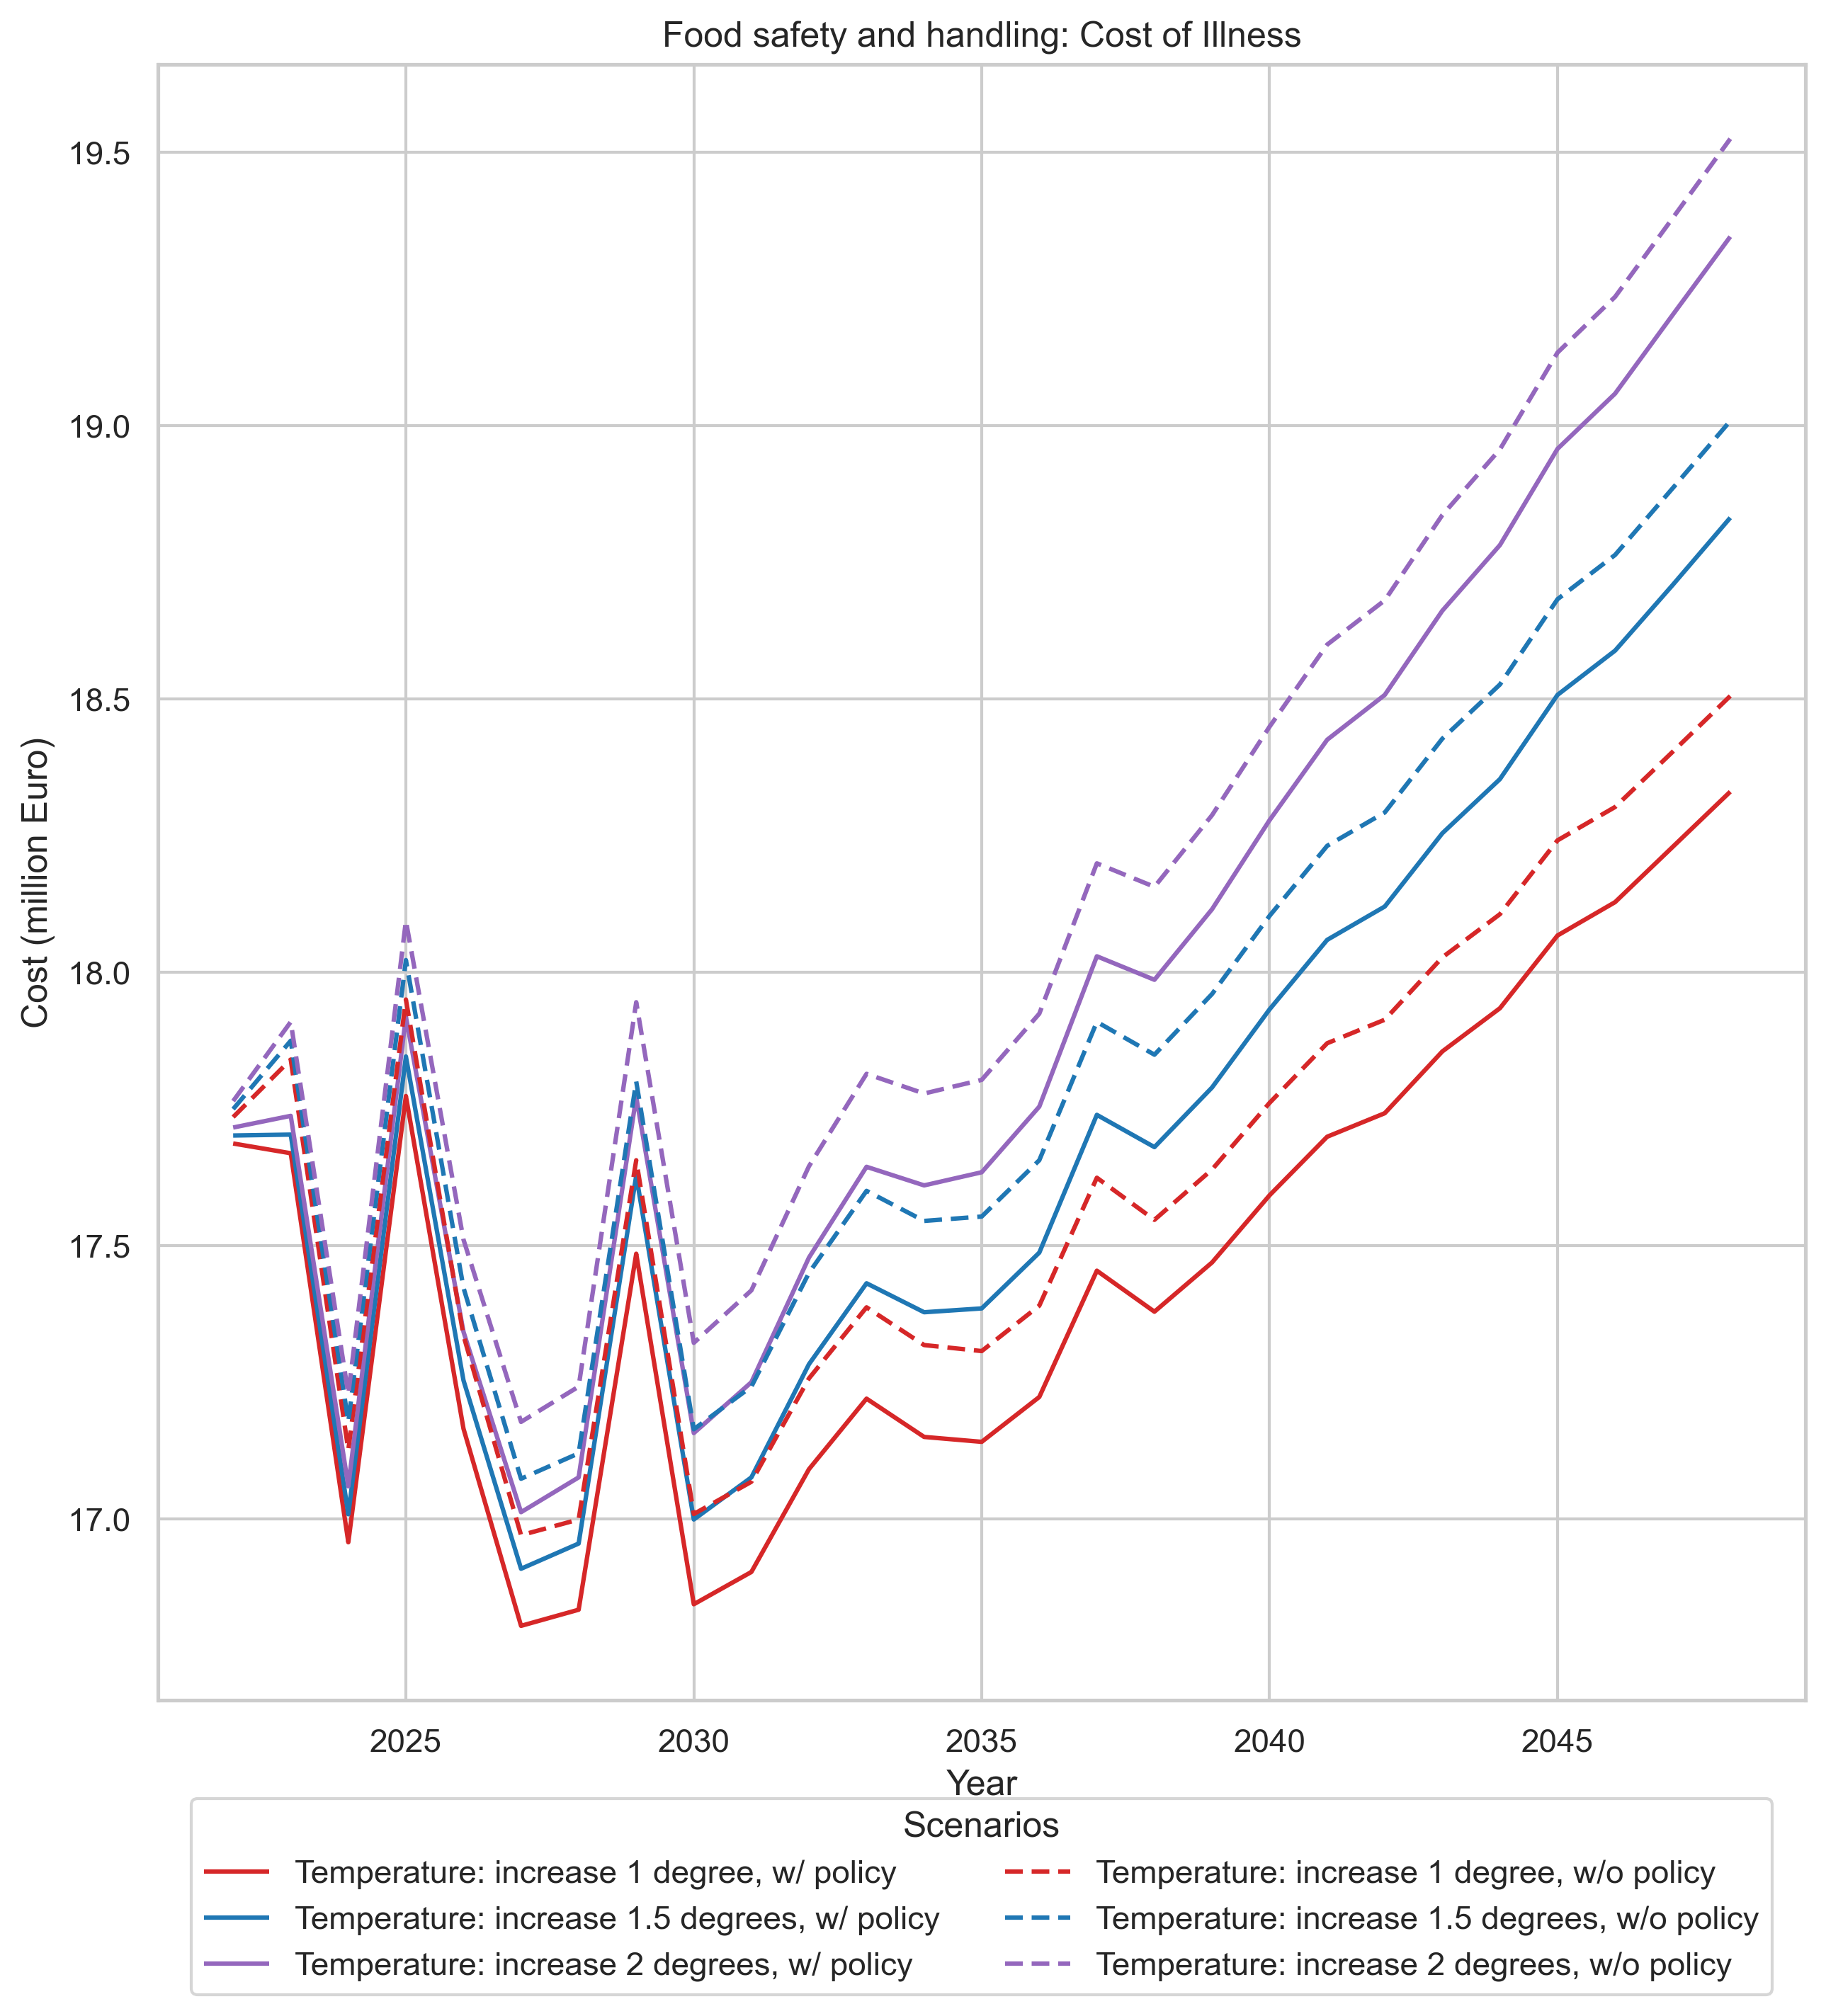 Food safety and handling: Cost of Illness
19.5
19.0
18.5
18.0
17.5
17.0
Cost (million Euro)
2025 2030 2035 2040 2045
Year
Scenarios
Temperature: increase 1 degree, w/ policy
Temperature: increase 1.5 degrees, w/ policy
Temperature: increase 2 degrees, w/ policy
Temperature: increase 1 degree, w/o policy
Temperature: increase 1.5 degrees, w/o policy
Temperature: increase 2 degrees, w/o policy